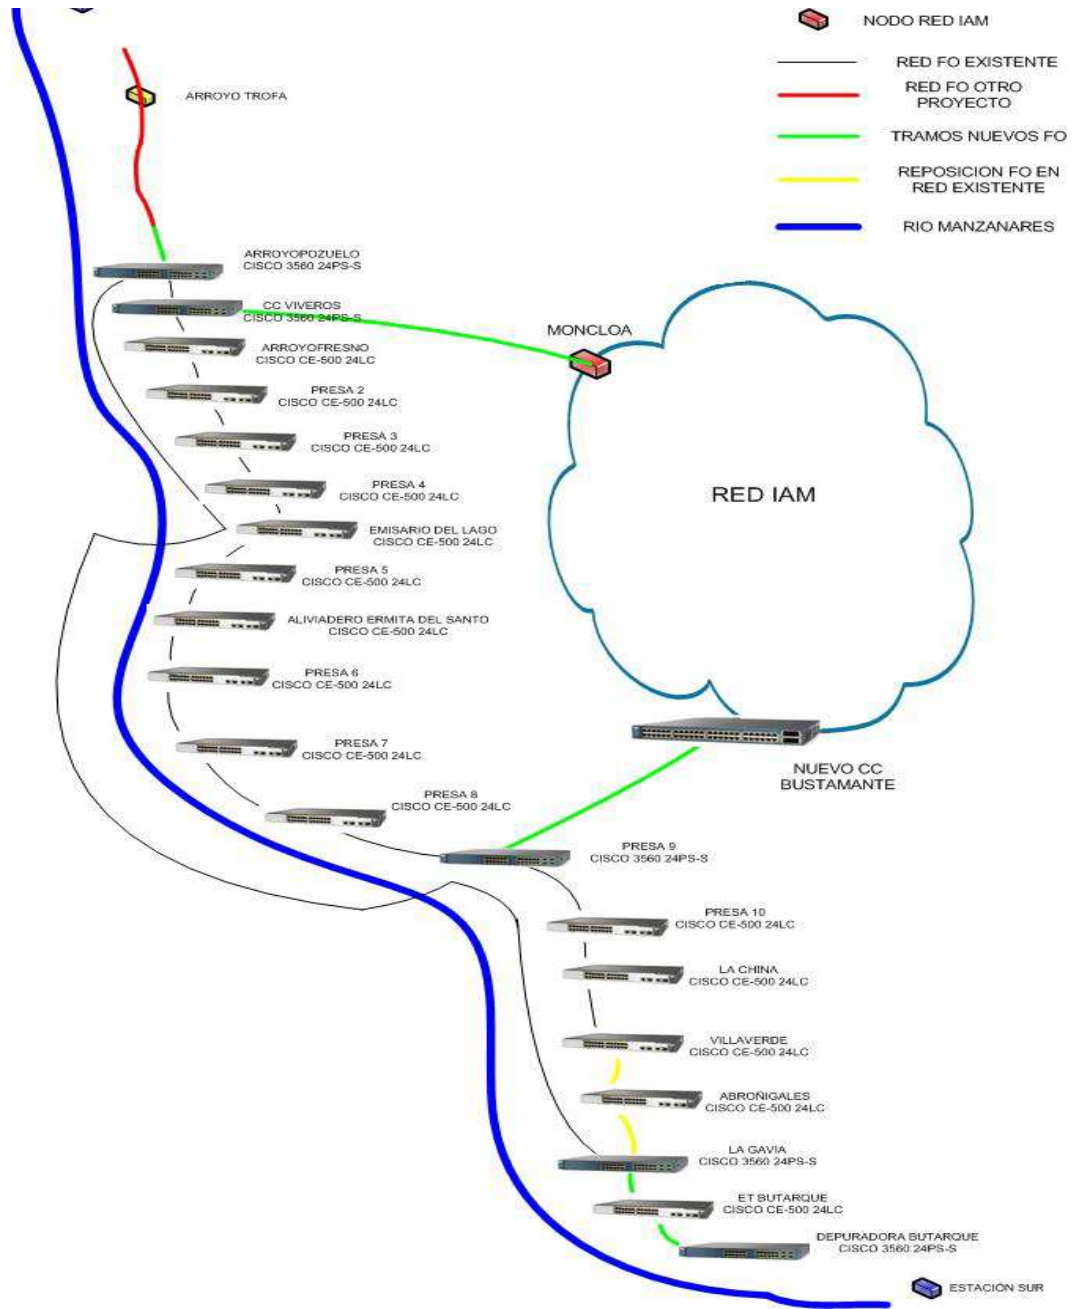 NODO RED IAM
RED FO EXISTENTE
RED FO OTRO
PROYECTO
TRAMOS NUEVOS FO
REPOSICION FO EN
RED EXISTENTE
RIO MANZANARES
ARROYO TROFA
ARROYOPOZUELO
CISCO 3560 24PS-S
CC VIVEROS
CISCO 3560 24PS-S
MONCLOA
ARROYOFRESNO
CISCO CE-500 24LC
PRESA 2
CISCO CE-500 24LC
PRESA 3
CISCO CE-500 24LC
PRESA 4
CISCO CE-500 24LC
RED IAM
EMISARIO DEL LAGO
CISCO CE-500 24LC
PRESA 5
CISCO CE-500 24LC
ALIVIADERO ERMITA DEL SANTO
CISCO CE-500 24LC
PRESA 6
CISCO CE-500 24LC
PRESA 7
CISCO CE-500 24LC
NUEVO CC
BUSTAMANTE
PRESA 8
CISCO CE-500 24LC
PRESA 9
CISCO 3560 24PS-S
PRESA 10
CISCO CE-500 24LC
LA CHINA
CISCO CE-500 24LC
VILLAVERDE
CISCO CE-500 24LC
ABROÑIGALES
CISCO CE-500 24LC
LA GAVIA
CISCO 3560 24PS-S
ET BUTARQUE
CISCO CE-500 24LC
DEPURADORA BUTARQUE
CISCO 3560 24PS-S
ESTACIÓN SUR